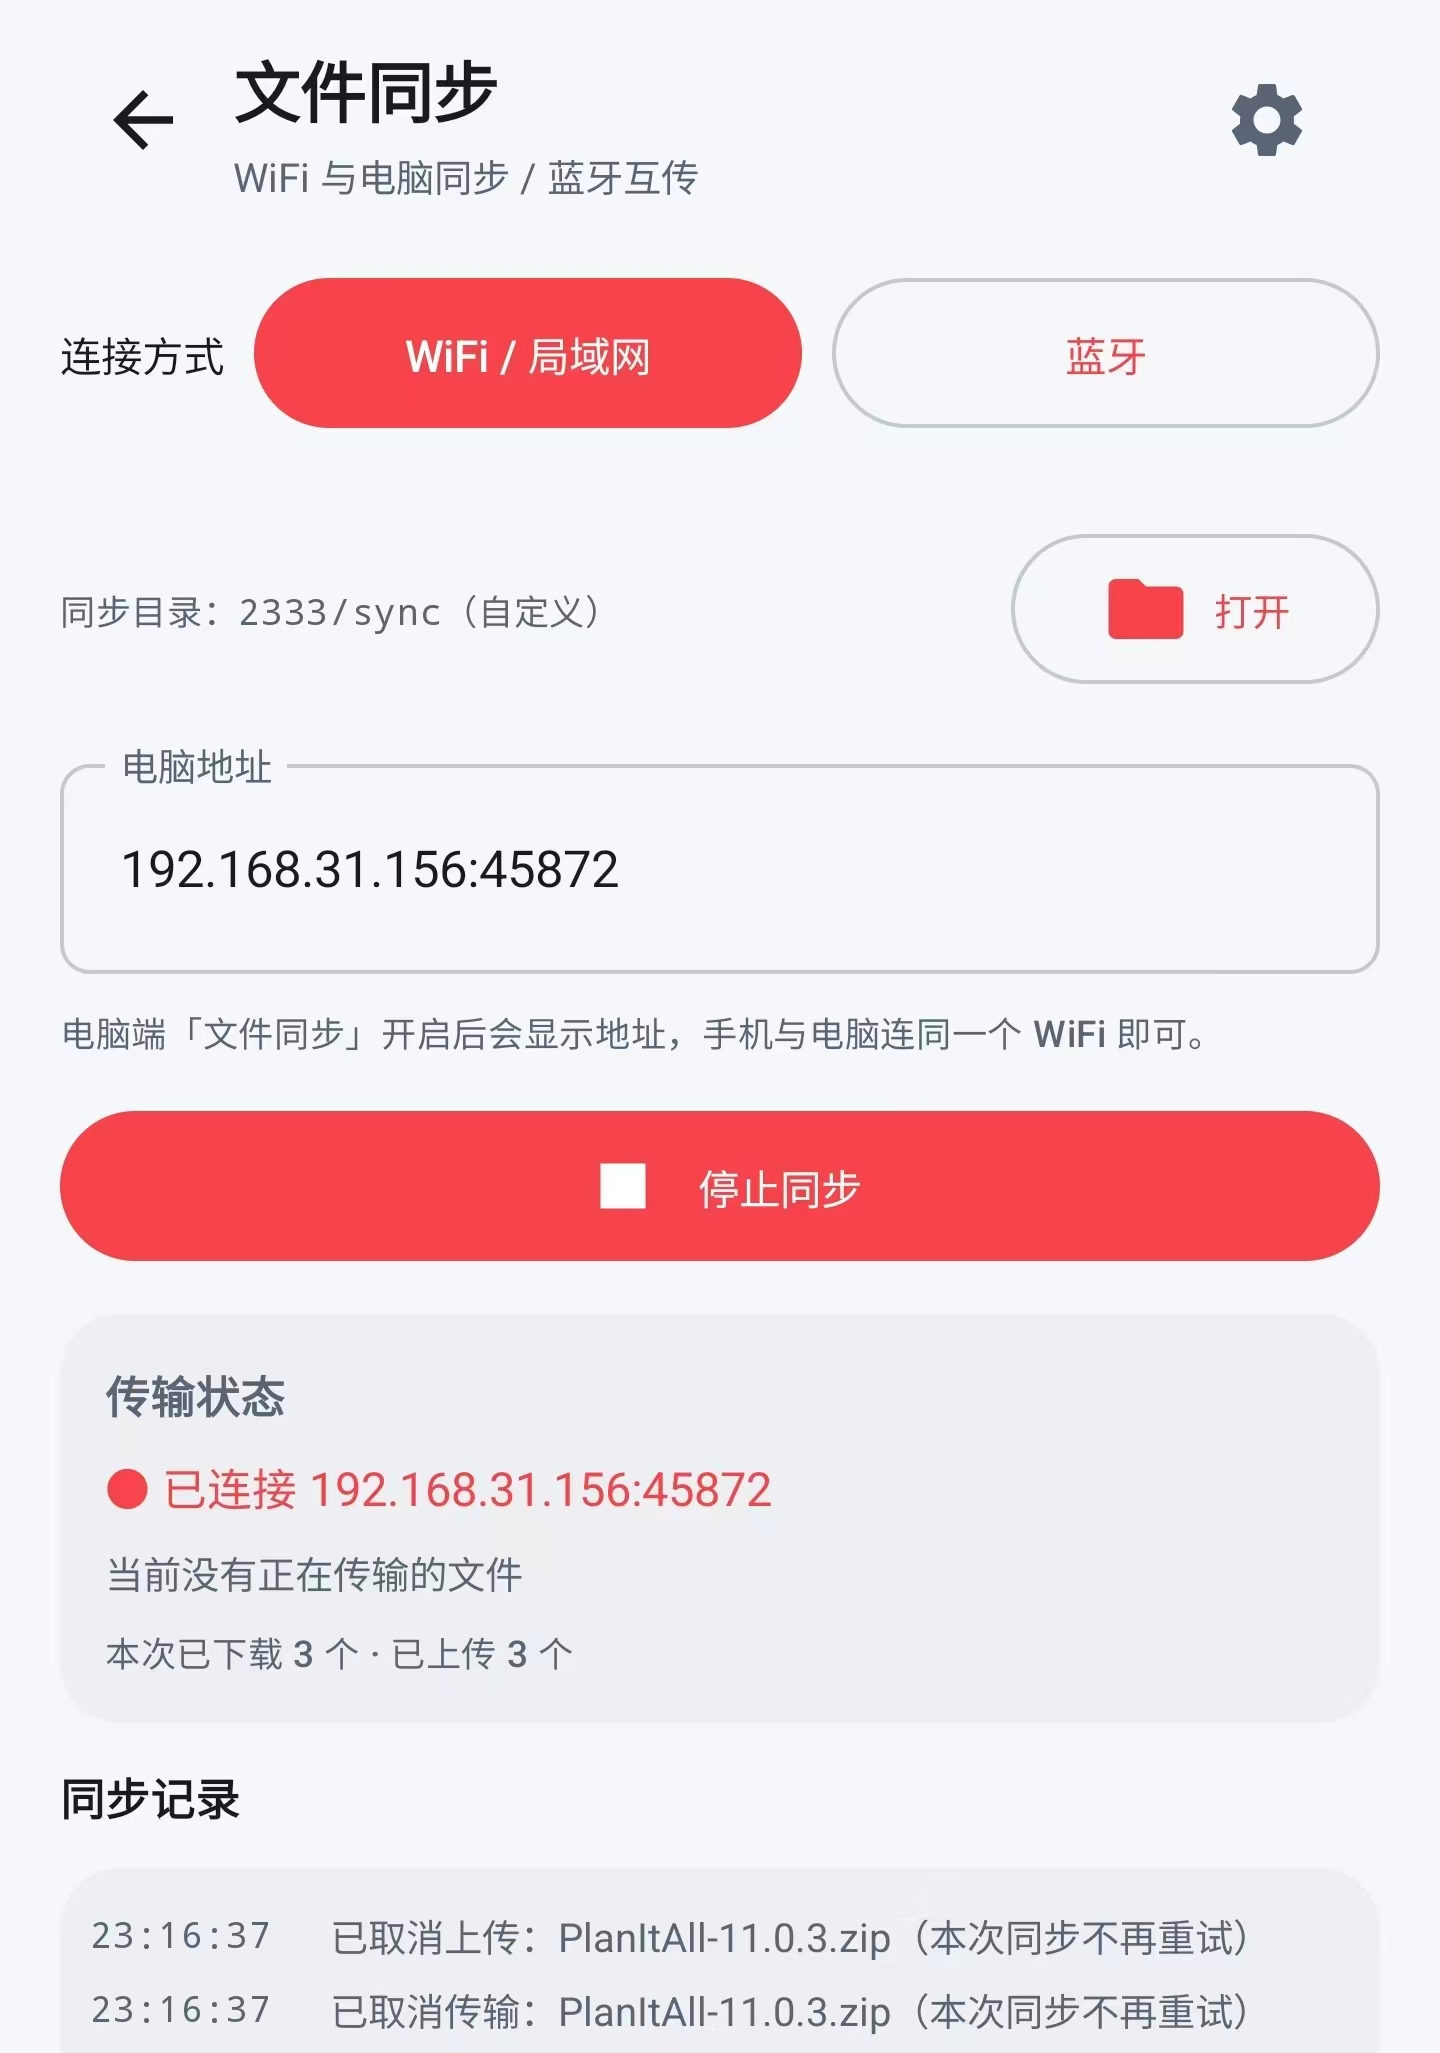 文件同步
WiFi 与电脑同步 / 蓝牙互传
连接方式
WiFi / 局域网
蓝牙
同步目录：2333/sync（自定义）
打开
电脑地址
192.168.31.156:45872
电脑端「文件同步」开启后会显示地址，手机与电脑连同一个 WiFi 即可。
停止同步
传输状态
已连接 192.168.31.156:45872
当前没有正在传输的文件
本次已下载 3 个 · 已上传 3 个
同步记录
23:16:37 已取消上传：PlanItAll-11.0.3.zip（本次同步不再重试）
23:16:37 已取消传输：PlanItAll-11.0.3.zip（本次同步不再重试）